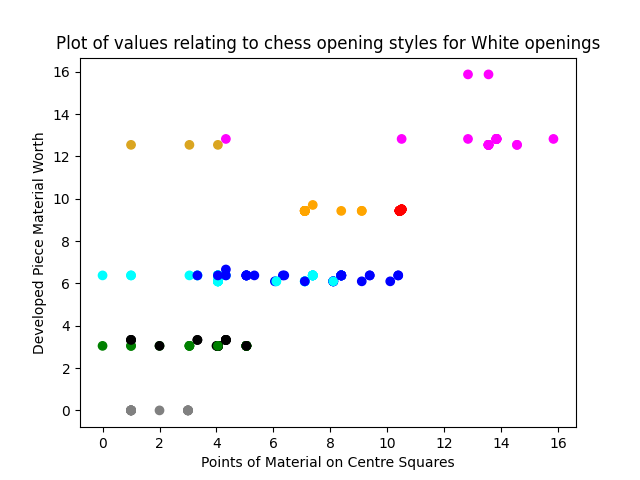 Plot of values relating to chess opening styles for White openings
16
14
12
10
8
6
4
2
0
Developed Piece Material Worth
0 2 4 6 8 10 12 14 16
Points of Material on Centre Squares